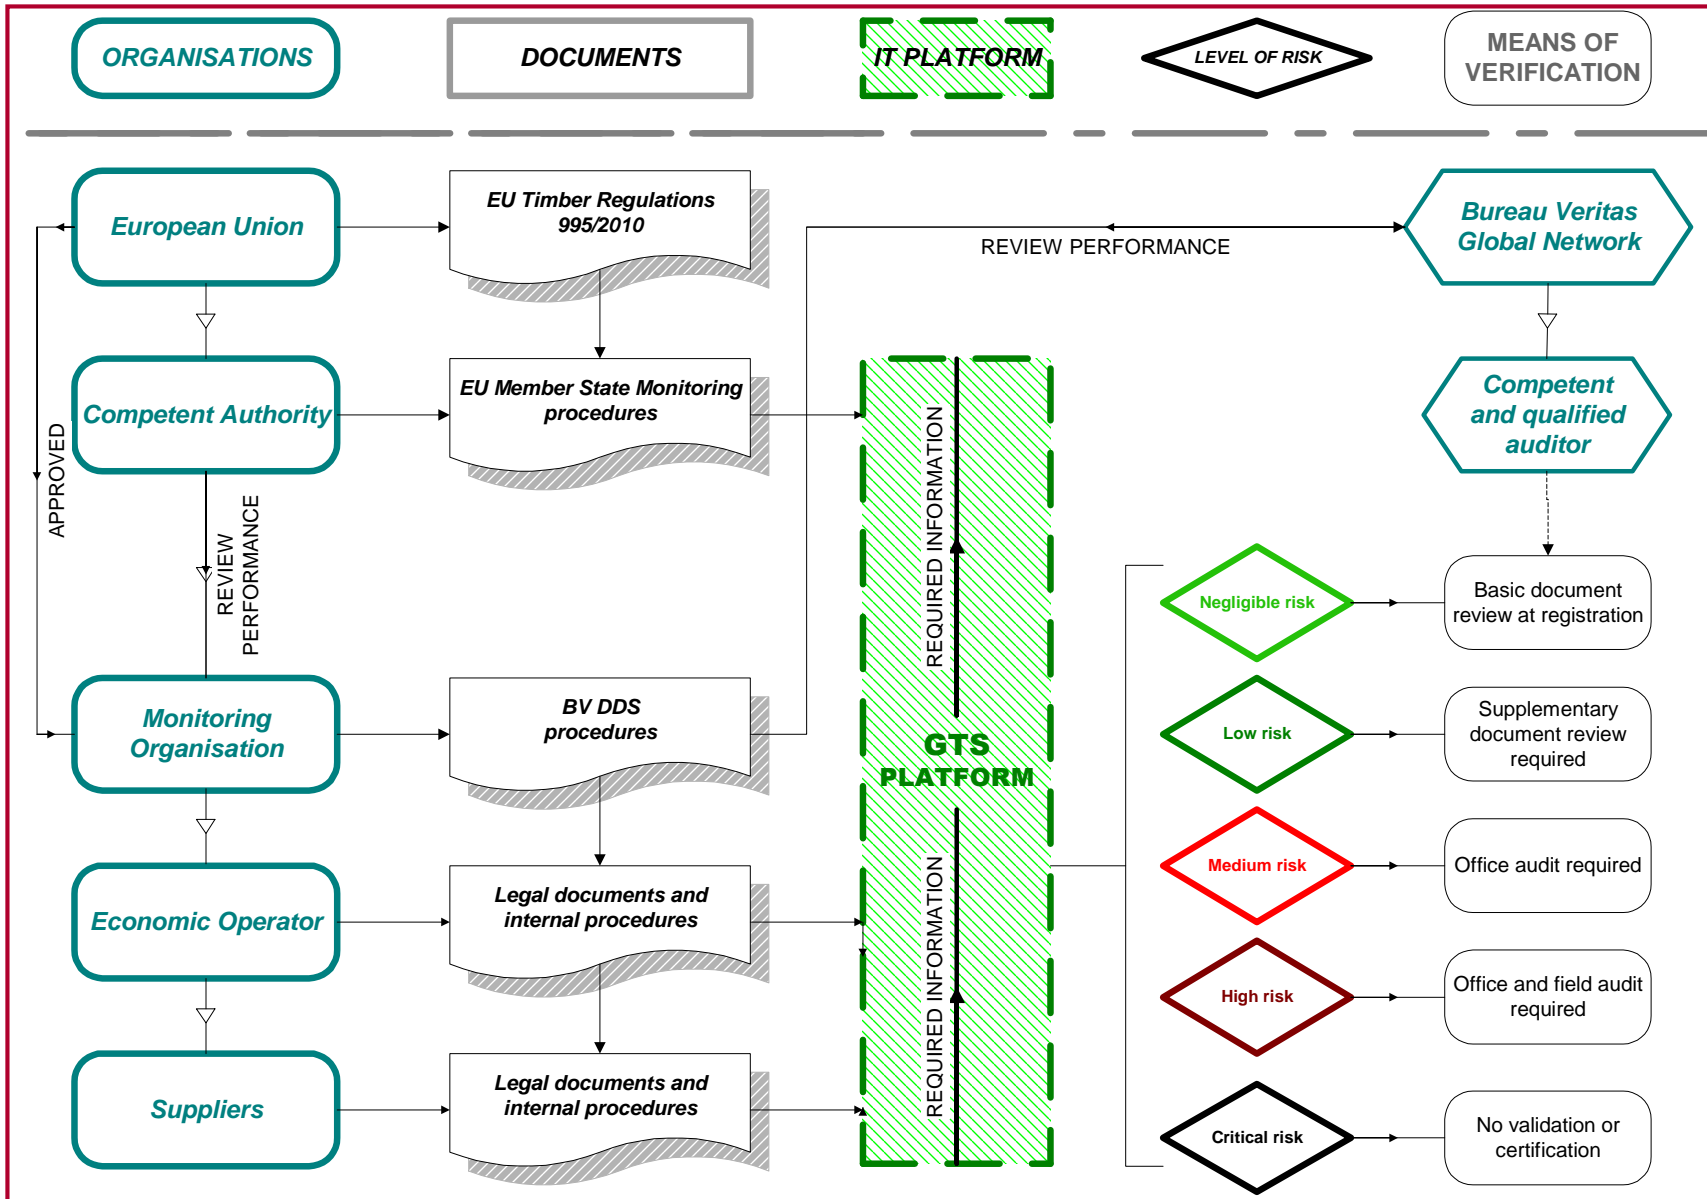 ORGANISATIONS
DOCUMENTS
IT PLATFORM
LEVEL OF RISK
MEANS OF
VERIFICATION
European Union
EU Timber Regulations
995/2010
REVIEW PERFORMANCE
Bureau Veritas
Global Network
APPROVED
Competent Authority
EU Member State Monitoring
procedures
REQUIRED INFORMATION
Competent
and qualified
auditor
REVIEW
PERFORMANCE
Negligible risk
Basic document
review at registration
Monitoring
Organisation
BV DDS
procedures
GTS
PLATFORM
Low risk
Supplementary
document review
required
Economic Operator
Legal documents and
internal procedures
REQUIRED INFORMATION
Medium risk
Office audit required
High risk
Office and field audit
required
Suppliers
Legal documents and
internal procedures
Critical risk
No validation or
certification